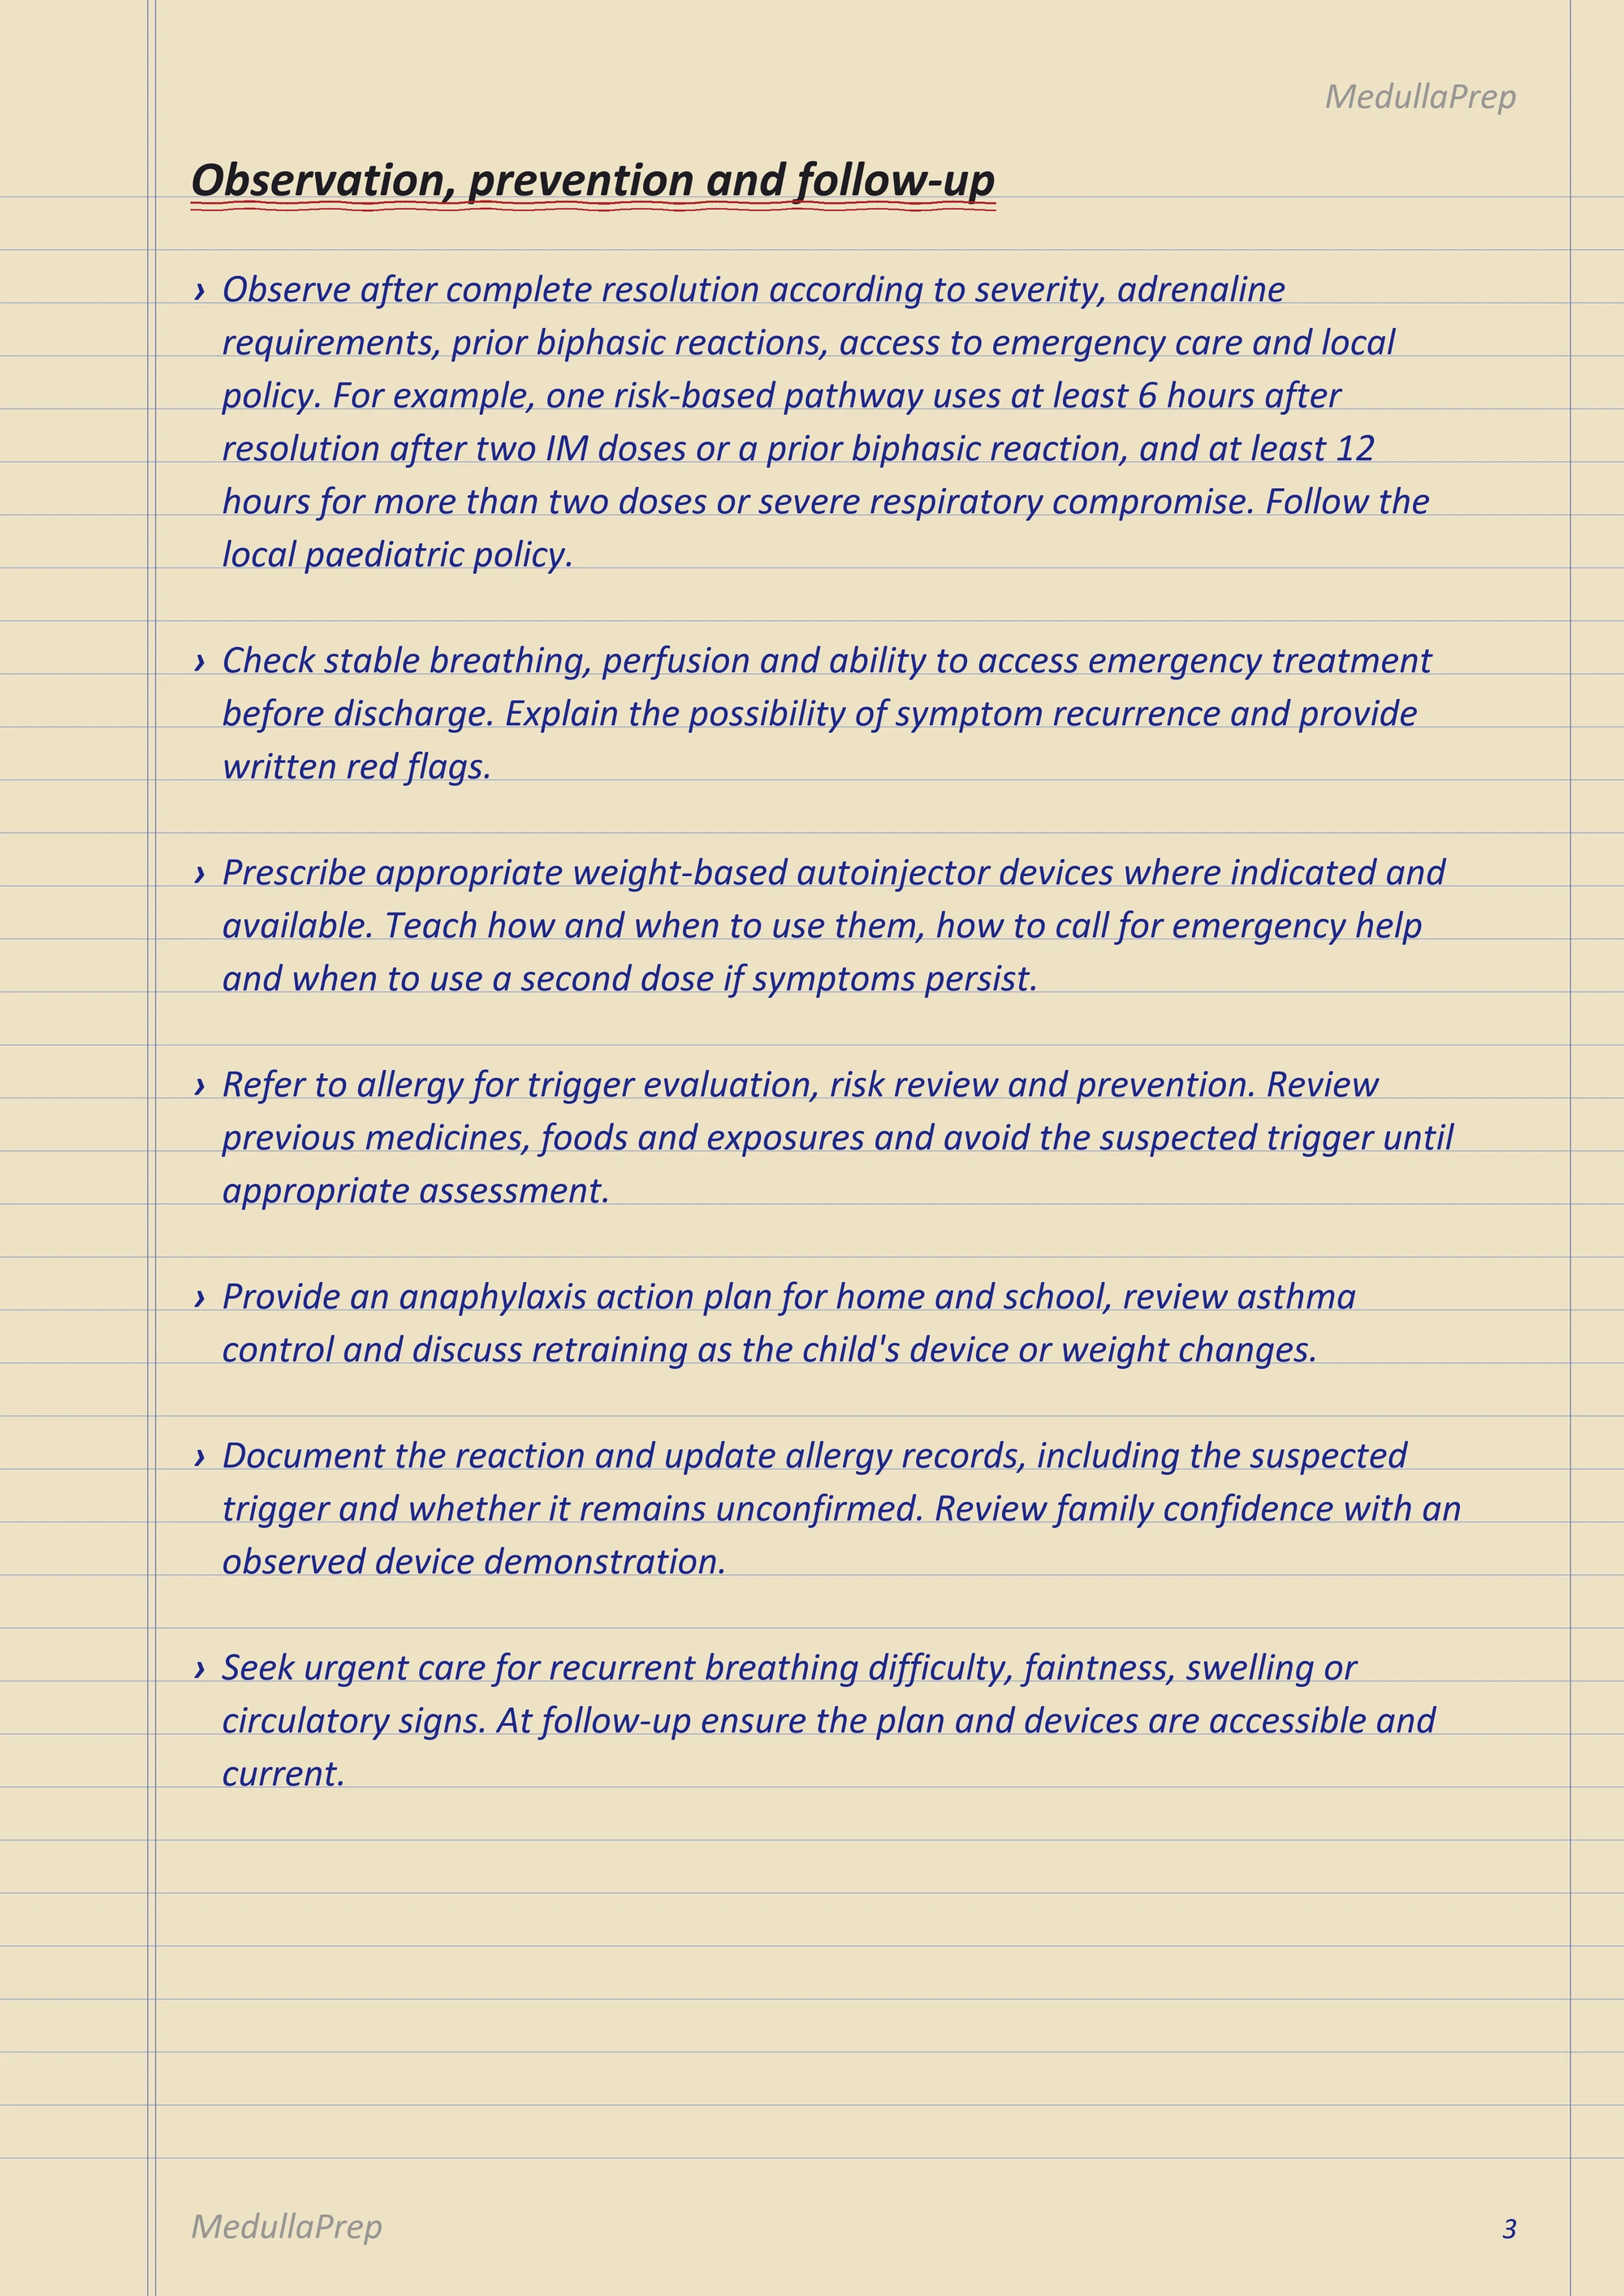 MedullaPrep
Observation, prevention and follow-up
› Observe after complete resolution according to severity, adrenaline
requirements, prior biphasic reactions, access to emergency care and local
policy. For example, one risk-based pathway uses at least 6 hours after
resolution after two IM doses or a prior biphasic reaction, and at least 12
hours for more than two doses or severe respiratory compromise. Follow the
local paediatric policy.
› Check stable breathing, perfusion and ability to access emergency treatment
before discharge. Explain the possibility of symptom recurrence and provide
written red flags.
› Prescribe appropriate weight-based autoinjector devices where indicated and
available. Teach how and when to use them, how to call for emergency help
and when to use a second dose if symptoms persist.
› Refer to allergy for trigger evaluation, risk review and prevention. Review
previous medicines, foods and exposures and avoid the suspected trigger until
appropriate assessment.
› Provide an anaphylaxis action plan for home and school, review asthma
control and discuss retraining as the child's device or weight changes.
› Document the reaction and update allergy records, including the suspected
trigger and whether it remains unconfirmed. Review family confidence with an
observed device demonstration.
› Seek urgent care for recurrent breathing difficulty, faintness, swelling or
circulatory signs. At follow-up ensure the plan and devices are accessible and
current.
MedullaPrep
3